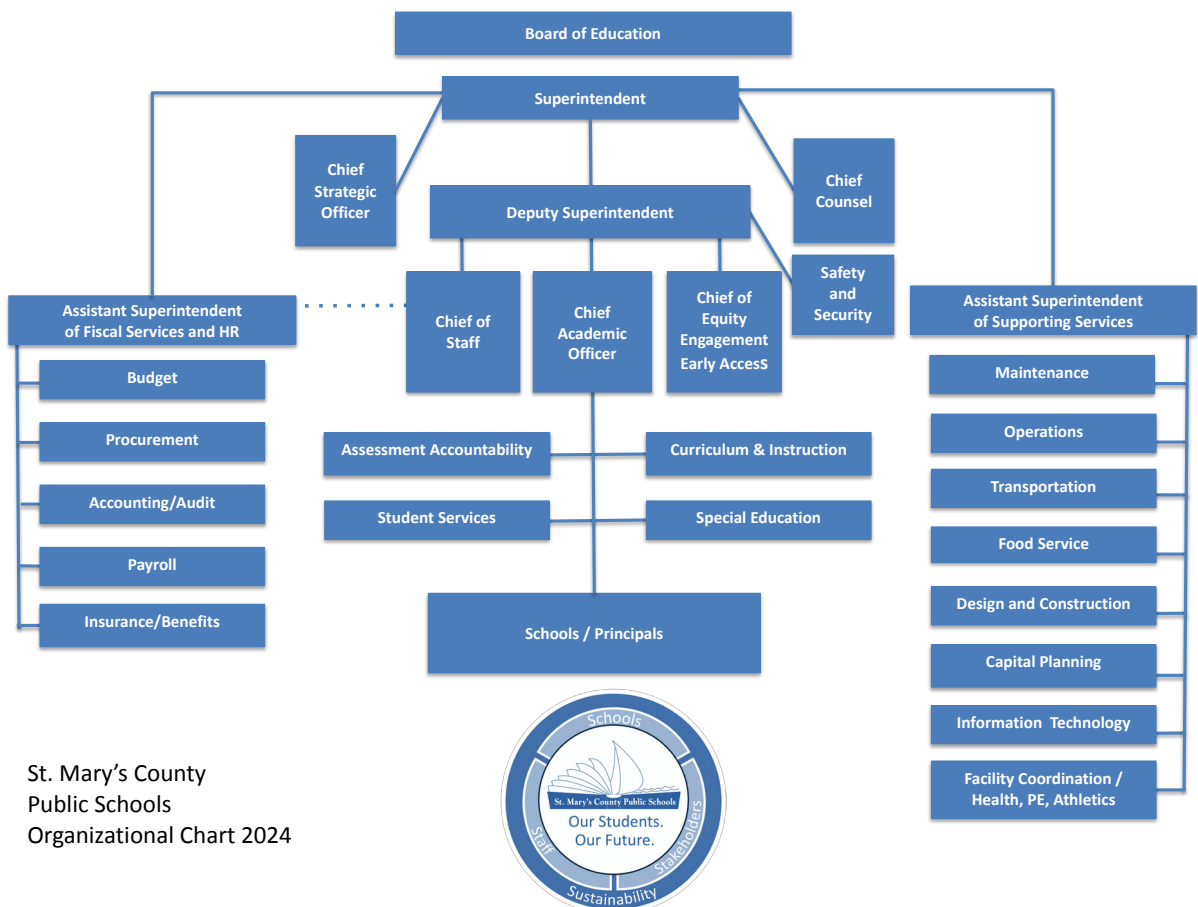 Board of Education
Superintendent
Chief
Strategic
Officer
Chief
Counsel
Deputy Superintendent
Safety
and
Security
Assistant Superintendent
of Fiscal Services and HR
Chief of
Staff
Chief
Academic
Officer
Chief of
Equity
Engagement
Early Access
Assistant Superintendent
of Supporting Services
Budget
Procurement
Accounting/Audit
Payroll
Insurance/Benefits
Assessment Accountability
Curriculum & Instruction
Student Services
Special Education
Schools / Principals
Maintenance
Operations
Transportation
Food Service
Design and Construction
Capital Planning
Information Technology
Facility Coordination /
Health, PE, Athletics
St. Mary’s County
Public Schools
Organizational Chart 2024
Schools
St. Mary's County Public Schools
Our Students.
Our Future.
Staff
Stakeholders
Sustainability